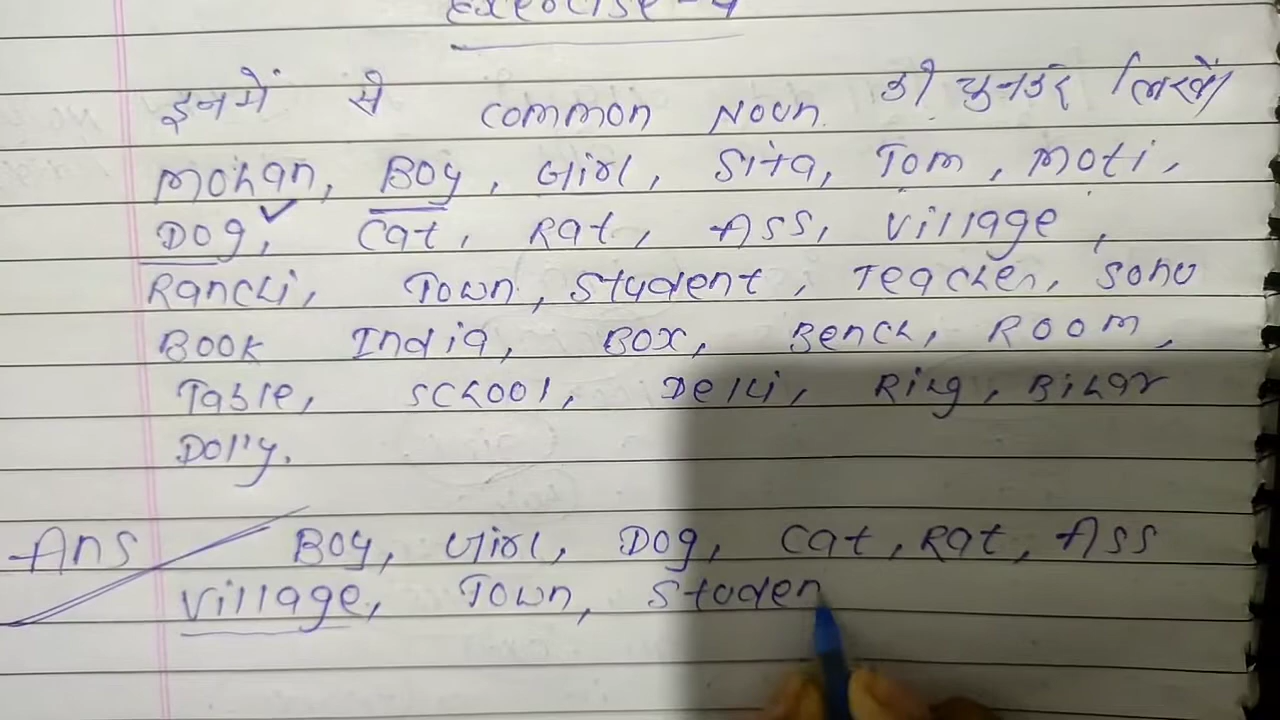 Exercise - 4
इनमें से Common Noun को चुनकर लिखें
Mohan, Boy, Girl, Sita, Tom, Moti,
Dog, Cat, Rat, Ass, Village,
Ranchi, Town, Student, Teacher, Sonu
Book India, Box, Bench, Room,
Table, School, Delhi, Ring, Bihar
Dolly.
Ans Boy, Girl, Dog, Cat, Rat, Ass
Village, Town, Studen